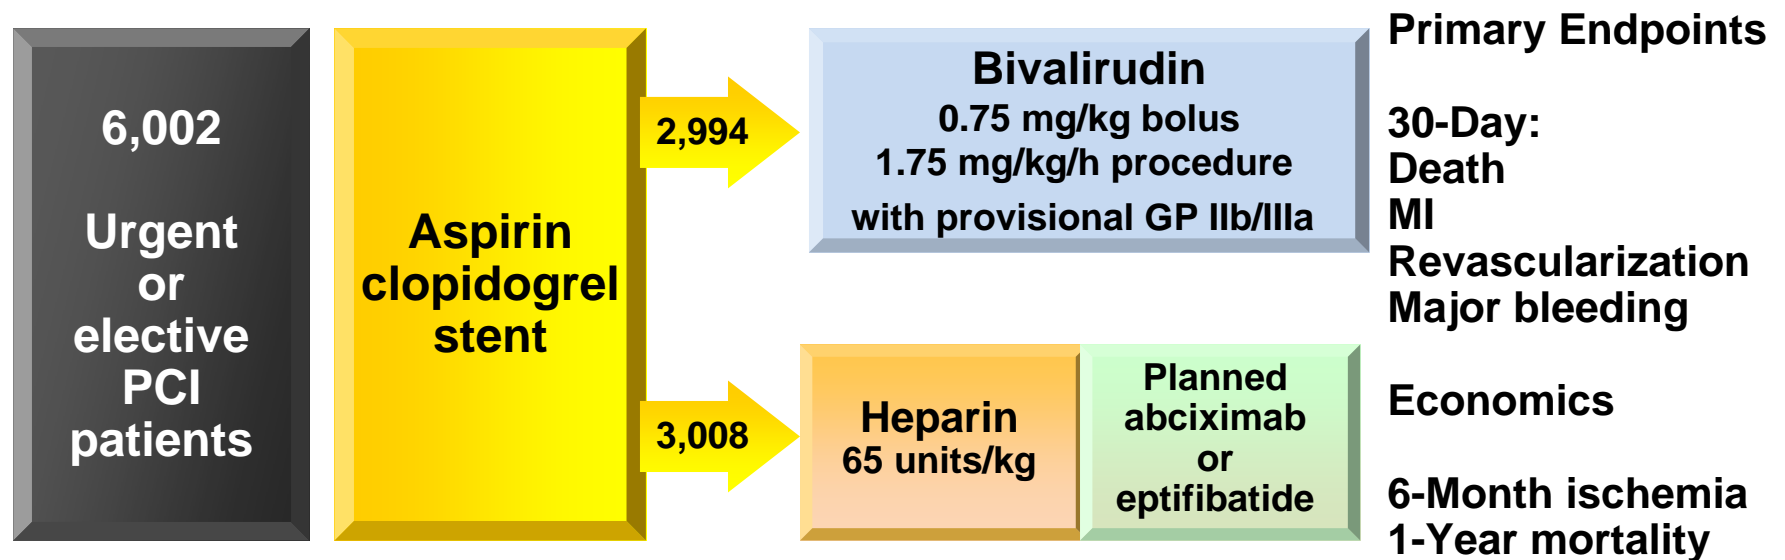 6,002
Urgent
or
elective
PCI
patients
Aspirin
clopidogrel
stent
2,994
3,008
Bivalirudin
0.75 mg/kg bolus
1.75 mg/kg/h procedure
with provisional GP IIb/IIIa
Heparin
65 units/kg
Planned
abciximab
or
eptifibatide
Primary Endpoints
30-Day:
Death
MI
Revascularization
Major bleeding
Economics
6-Month ischemia
1-Year mortality